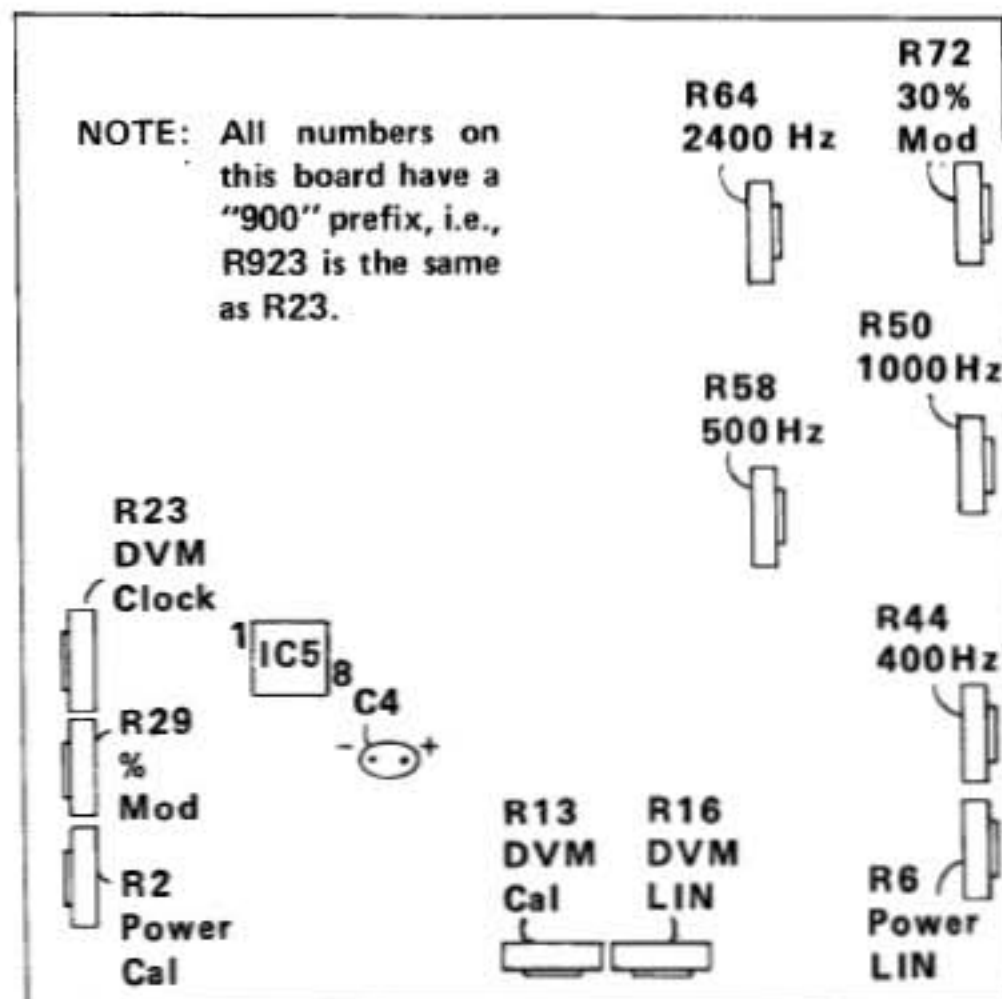 NOTE: All numbers on
this board have a
"900" prefix, i.e.,
R923 is the same
as R23.
R64
2400 Hz
R72
30%
Mod
R50
1000 Hz
R58
500 Hz
R23
DVM
Clock
1
IC5
8
C4
- +
R29
%
Mod
R2
Power
Cal
R13
DVM
Cal
R16
DVM
LIN
R44
400 Hz
R6
Power
LIN